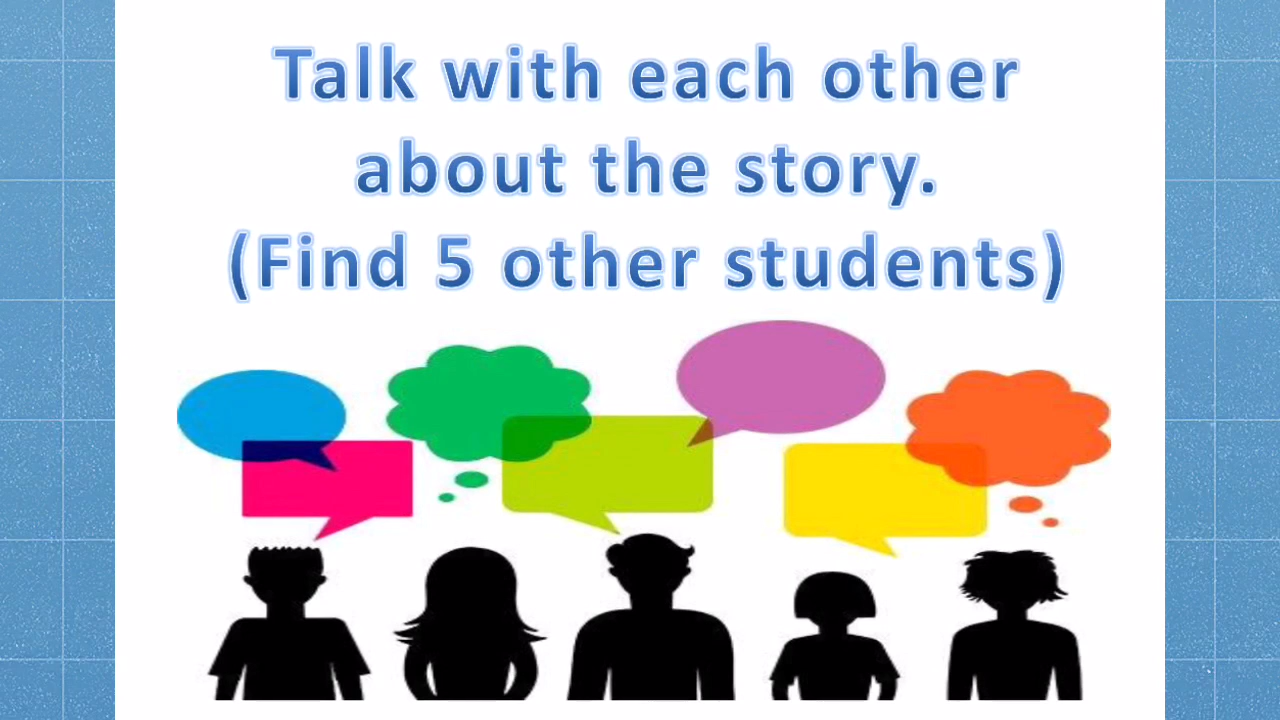 Talk with each other
about the story.
(Find 5 other students)